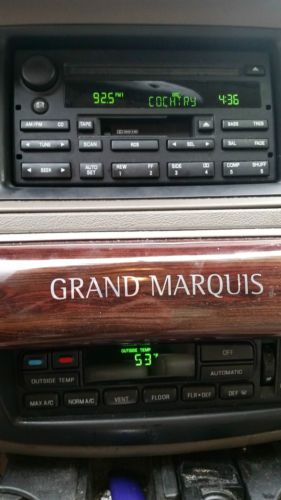 92.5 FM1 COCNTRY 4:36
AM/FM CD TAPE BASS TREB
TUNE SCAN RDS SEL BAL FADE
SEEK AUTO SET REW 1 FF 2 SIDE 3 4 COMP 5 SHUFF 6
GRAND MARQUIS
OUTSIDE TEMP OFF
53°F
OUTSIDE TEMP AUTOMATIC
MAX A/C NORM A/C VENT FLOOR FLR•DEF DEF